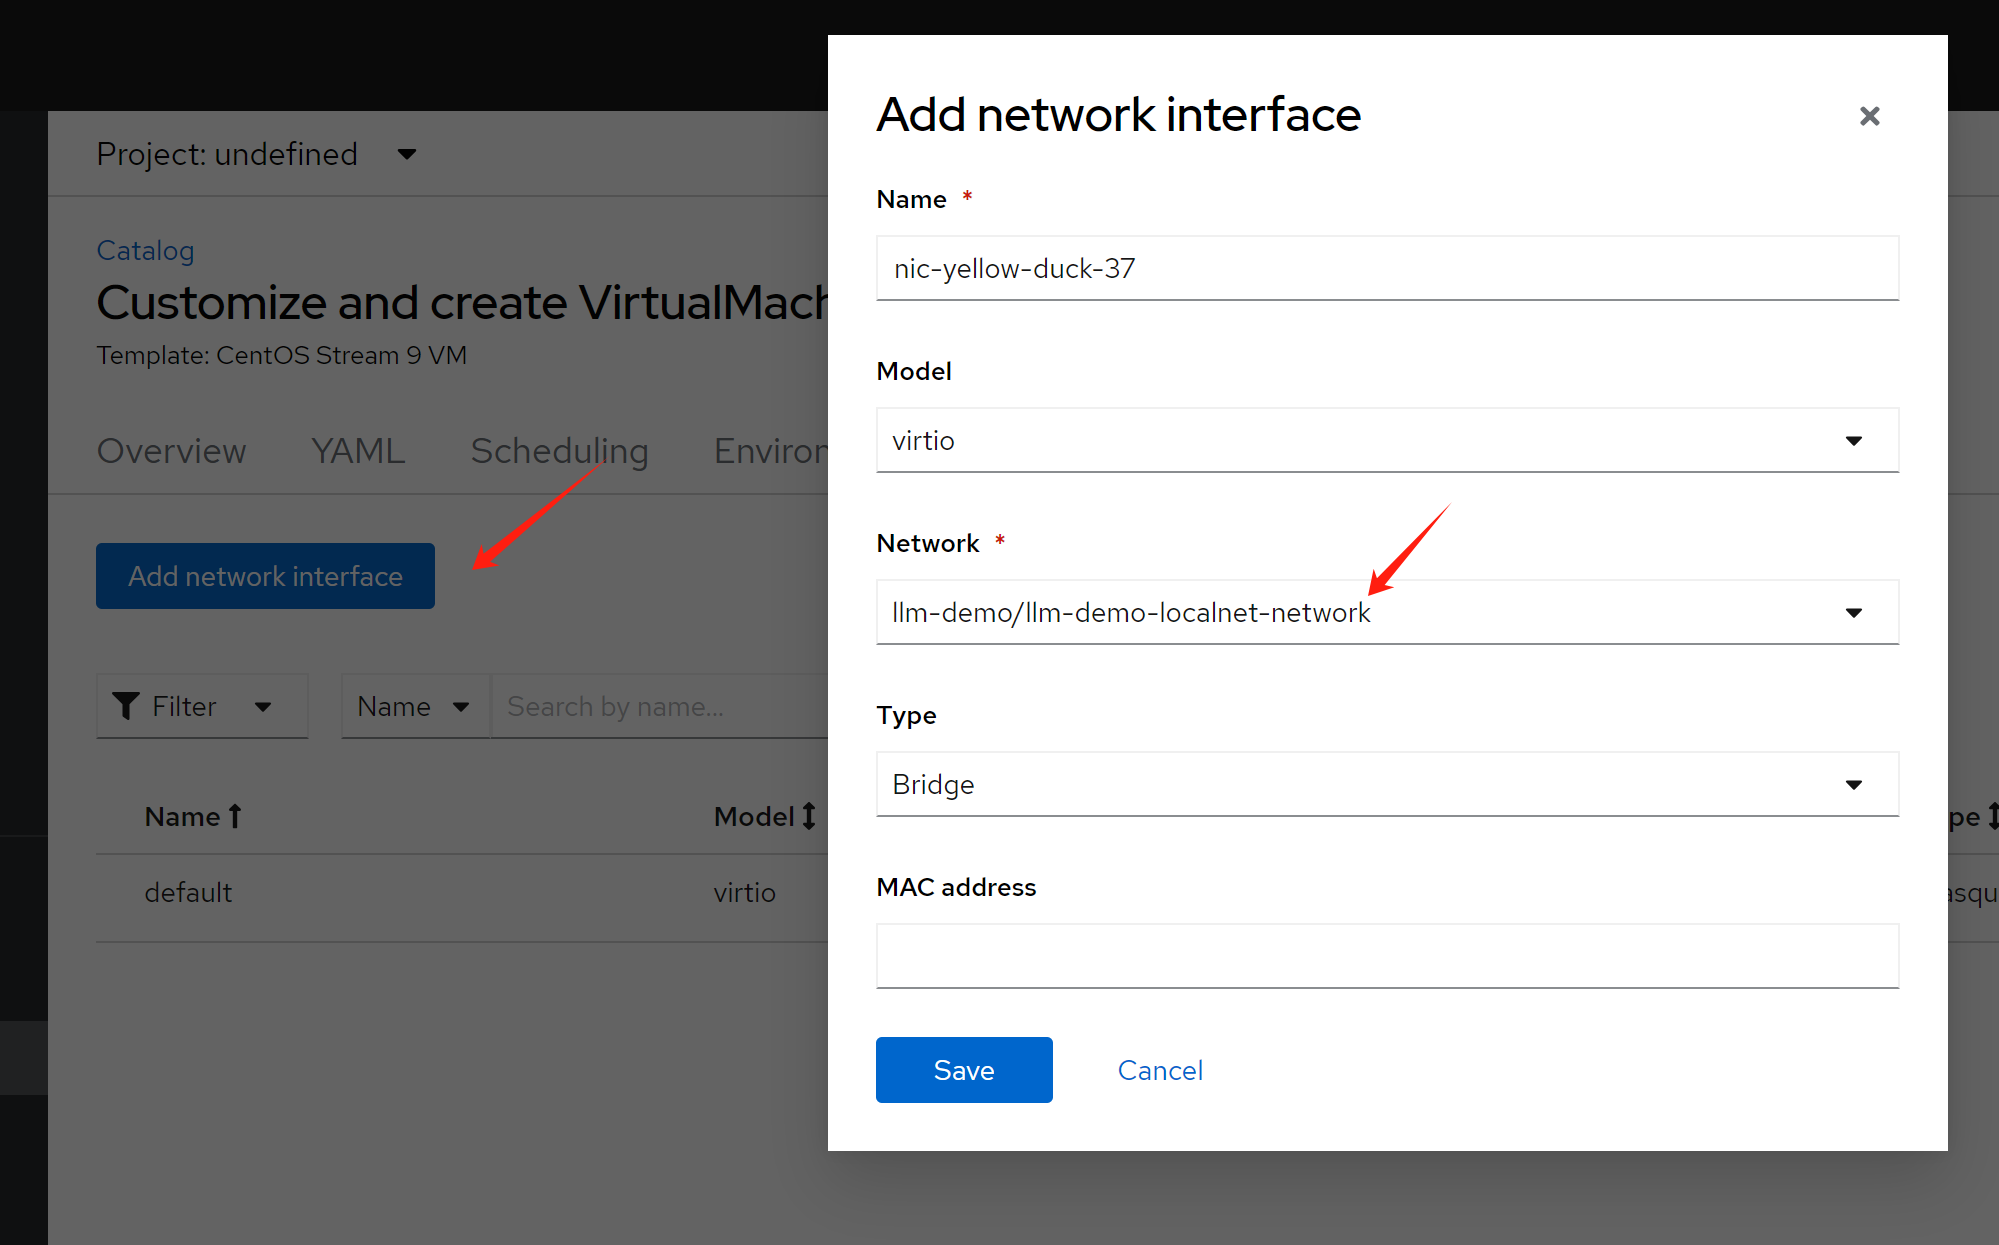 Project: undefined
Catalog
Customize and create VirtualMach
Template: CentOS Stream 9 VM
Overview YAML Scheduling Environ
Add network interface
Filter Name Search by name...
Name Model pe
default virtio asqu
Add network interface
Name *
nic-yellow-duck-37
Model
virtio
Network *
llm-demo/llm-demo-localnet-network
Type
Bridge
MAC address
Save Cancel